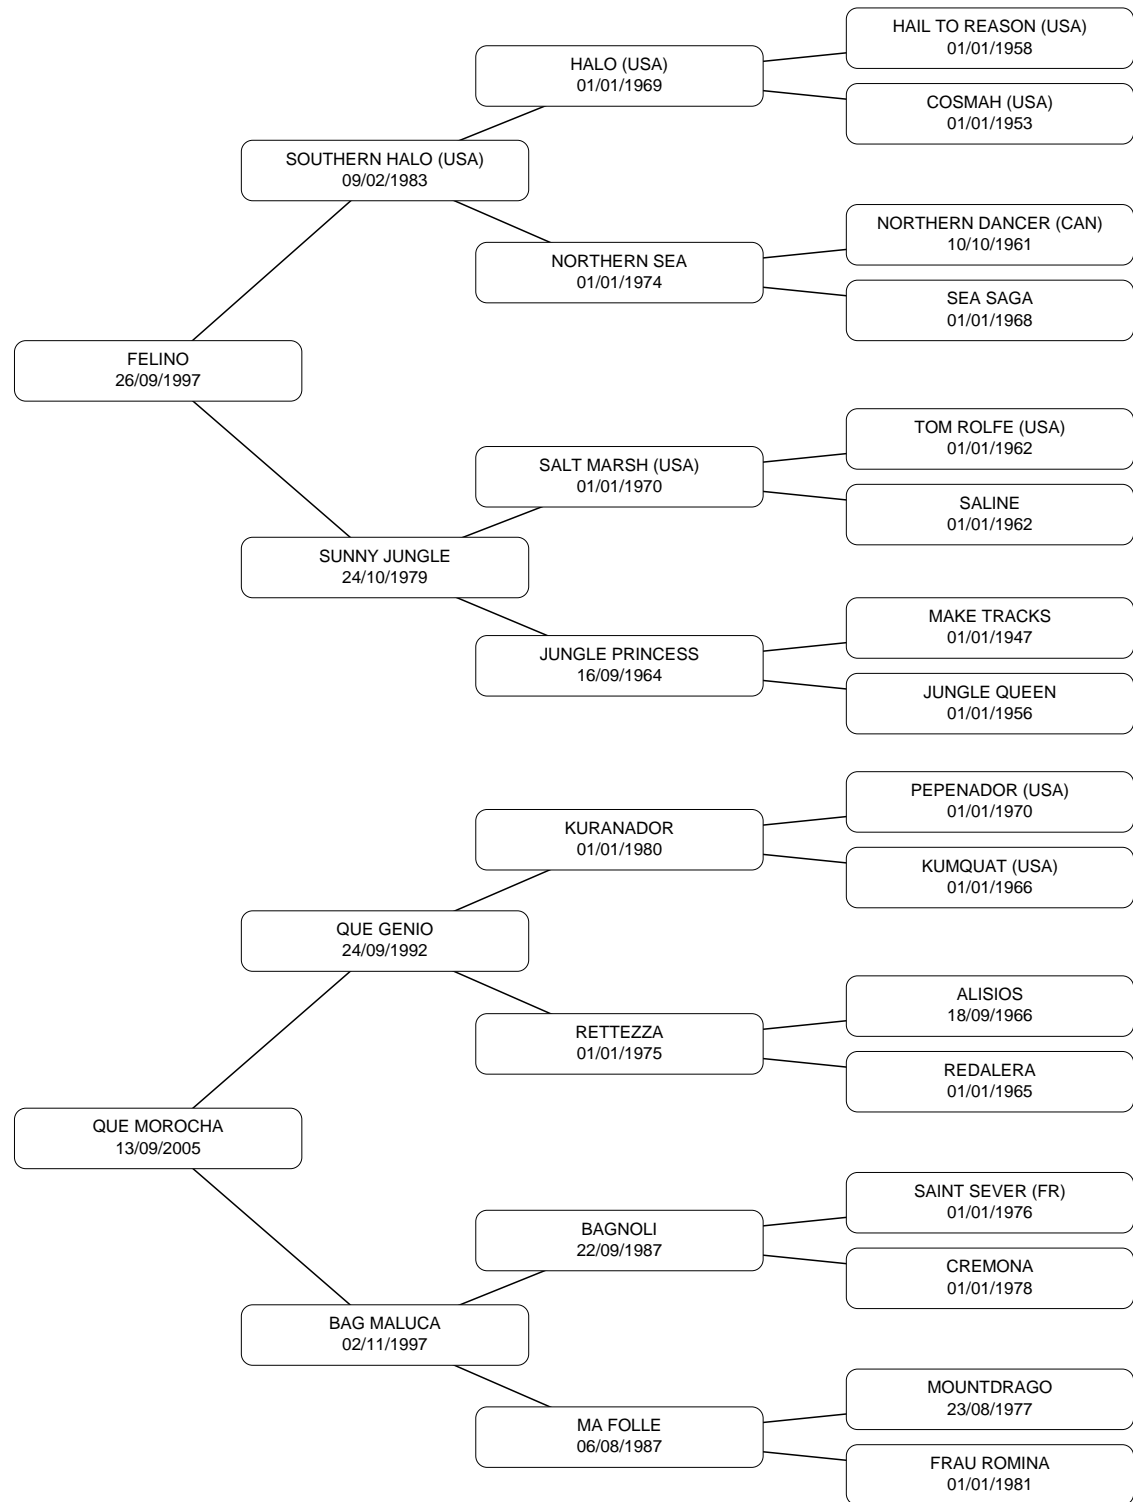 HAIL TO REASON (USA)
01/01/1958
HALO (USA)
01/01/1969
COSMAH (USA)
01/01/1953
SOUTHERN HALO (USA)
09/02/1983
NORTHERN DANCER (CAN)
10/10/1961
NORTHERN SEA
01/01/1974
SEA SAGA
01/01/1968
FELINO
26/09/1997
TOM ROLFE (USA)
01/01/1962
SALT MARSH (USA)
01/01/1970
SALINE
01/01/1962
SUNNY JUNGLE
24/10/1979
MAKE TRACKS
01/01/1947
JUNGLE PRINCESS
16/09/1964
JUNGLE QUEEN
01/01/1956
PEPENADOR (USA)
01/01/1970
KURANADOR
01/01/1980
KUMQUAT (USA)
01/01/1966
QUE GENIO
24/09/1992
ALISIOS
18/09/1966
RETTEZZA
01/01/1975
REDALERA
01/01/1965
QUE MOROCHA
13/09/2005
SAINT SEVER (FR)
01/01/1976
BAGNOLI
22/09/1987
CREMONA
01/01/1978
BAG MALUCA
02/11/1997
MOUNTDRAGO
23/08/1977
MA FOLLE
06/08/1987
FRAU ROMINA
01/01/1981